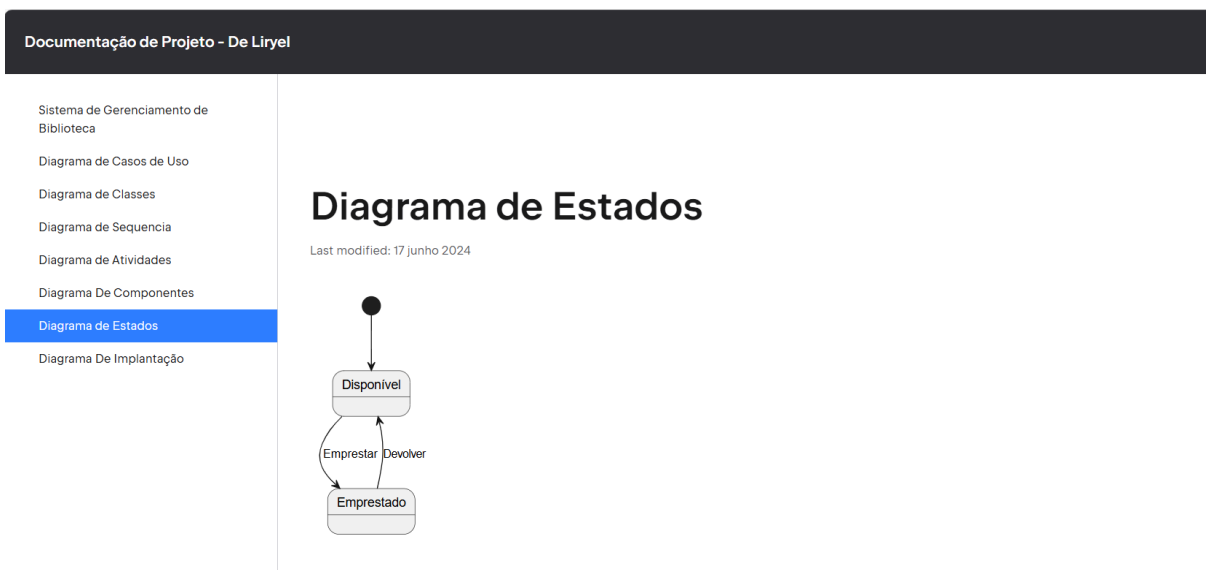 Documentação de Projeto - De Liryel
Sistema de Gerenciamento de
Biblioteca
Diagrama de Casos de Uso
Diagrama de Classes
Diagrama de Sequencia
Diagrama de Atividades
Diagrama De Componentes
Diagrama de Estados
Diagrama De Implantação
Diagrama de Estados
Last modified: 17 junho 2024
Disponível
Emprestar Devolver
Emprestado